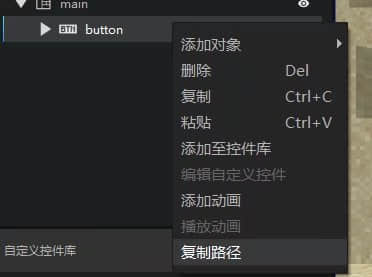 main
BTN button
添加对象
删除 Del
复制 Ctrl+C
粘贴 Ctrl+V
添加至控件库
编辑自定义控件
添加动画
播放动画
自定义控件库
复制路径